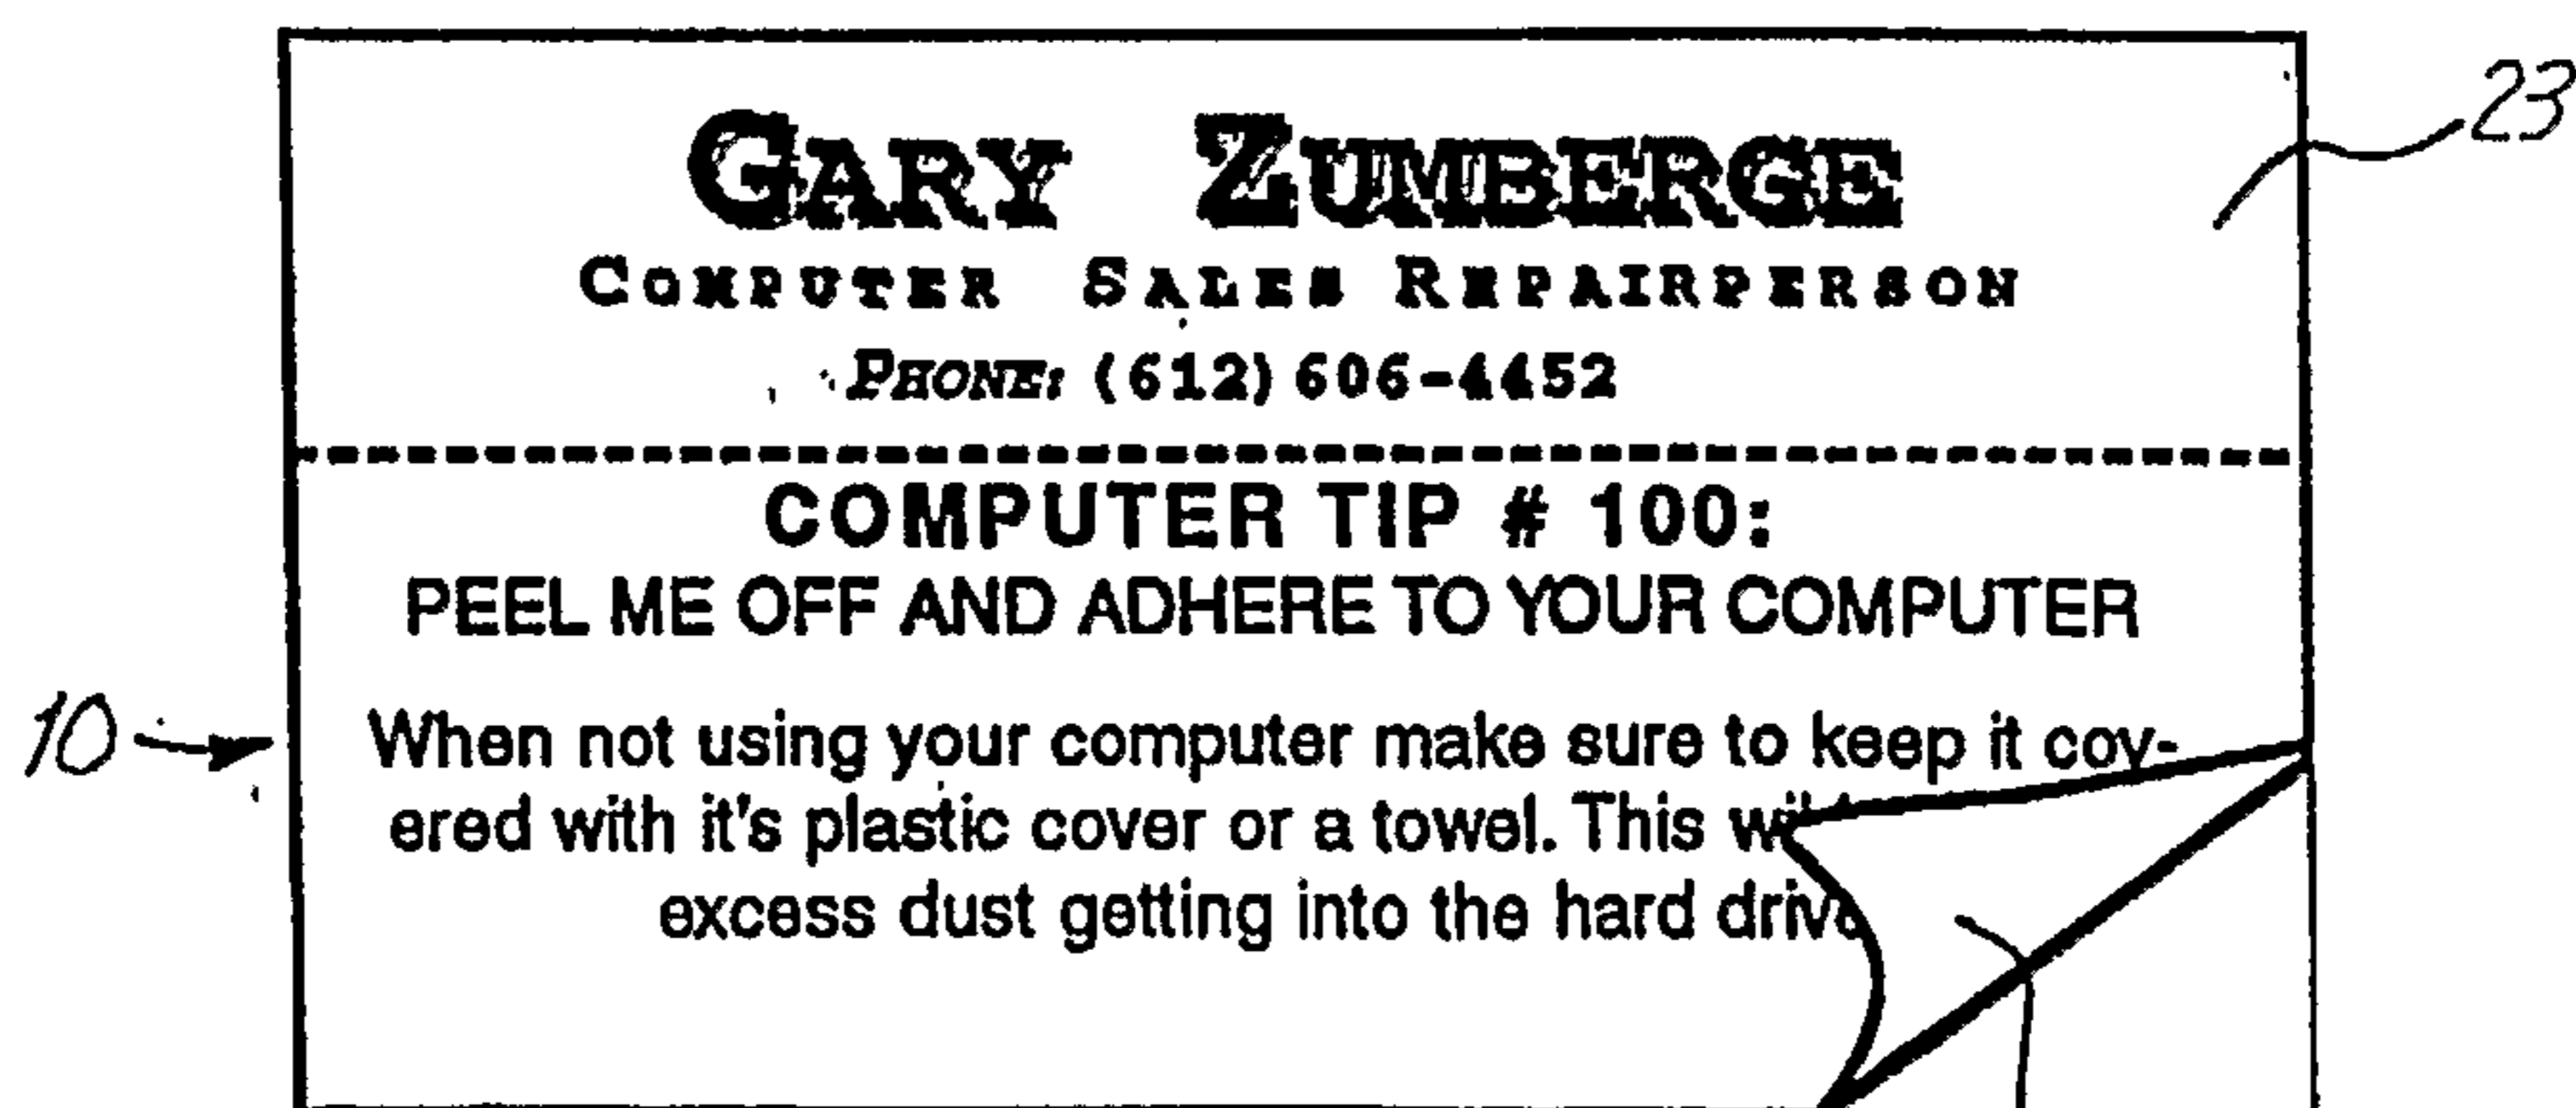 GARY ZUMBERGE
23
COMPUTER SALES REPAIRPERSON
PHONE: (612) 606-4452
COMPUTER TIP # 100:
PEEL ME OFF AND ADHERE TO YOUR COMPUTER
10
When not using your computer make sure to keep it cov-
ered with it's plastic cover or a towel. This
excess dust getting into the hard drive